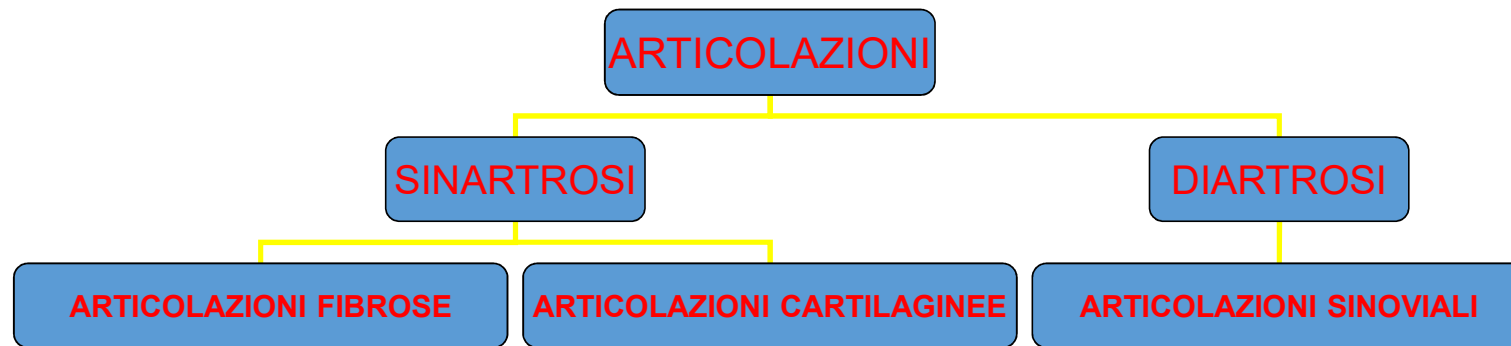 ARTICOLAZIONI
SINARTROSI
DIARTROSI
ARTICOLAZIONI FIBROSE
ARTICOLAZIONI CARTILAGINEE
ARTICOLAZIONI SINOVIALI